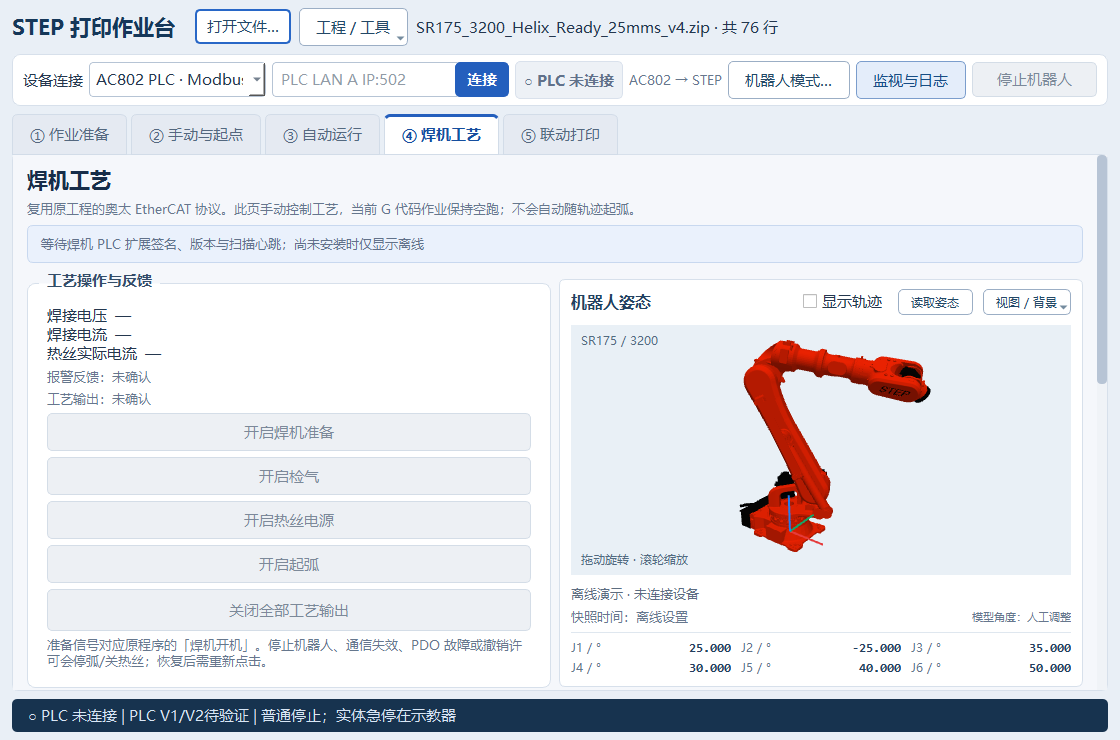 STEP 打印作业台 打开文件... 工程 / 工具 SR175_3200_Helix_Ready_25mms_v4.zip · 共 76 行
设备连接 AC802 PLC · Modbu: PLC LAN A IP:502 连接 ○ PLC 未连接 AC802 → STEP 机器人模式... 监视与日志 停止机器人
① 作业准备 ② 手动与起点 ③ 自动运行 ④ 焊机工艺 ⑤ 联动打印
焊机工艺
复用原工程的奥太 EtherCAT 协议。此页手动控制工艺，当前 G 代码作业保持空跑；不会自动随轨迹起弧。
等待焊机 PLC 扩展签名、版本与扫描心跳；尚未安装时仅显示离线
工艺操作与反馈
焊接电压 —
焊接电流 —
热丝实际电流 —
报警反馈：未确认
工艺输出：未确认
开启焊机准备
开启检气
开启热丝电源
开启起弧
关闭全部工艺输出
准备信号对应原程序的「焊机开机」。停止机器人、通信失效、PDO 故障或撤销许
可会停弧/关热丝；恢复后需重新点击。
机器人姿态 显示轨迹 读取姿态 视图 / 背景
SR175 / 3200
STEP
拖动旋转 · 滚轮缩放
离线演示 · 未连接设备
快照时间：离线设置 模型角度：人工调整
J1 / ° 25.000 J2 / ° -25.000 J3 / ° 35.000
J4 / ° 30.000 J5 / ° 40.000 J6 / ° 50.000
○ PLC 未连接 | PLC V1/V2待验证 | 普通停止；实体急停在示教器